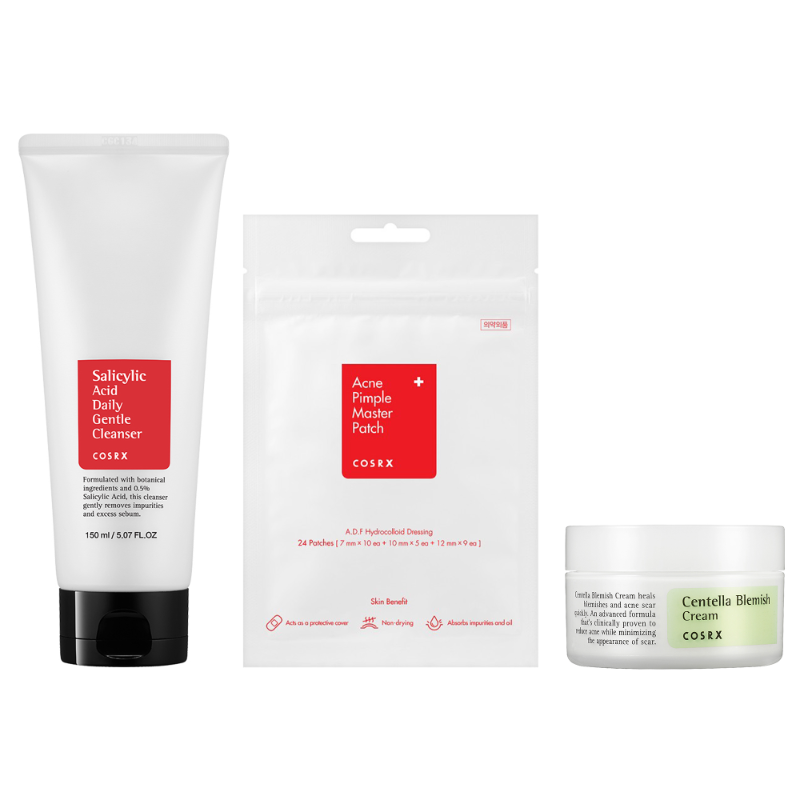 Salicylic
Acid
Daily
Gentle
Cleanser
COSRX
Formulated with botanical
ingredients and 0.5%
Salicylic Acid, this cleanser
gently removes impurities
and excess sebum.
150 ml / 5.07 FL.OZ
의약외품
Acne +
Pimple
Master
Patch
COSRX
A.D.F Hydrocolloid Dressing
24 Patches [ 7 mm × 10 ea + 10 mm × 5 ea + 12 mm × 9 ea ]
Skin Benefit
Acts as a protective cover
Non-drying
Absorbs impurities and oil
Centella Blemish Cream heals
blemishes and acne scar
quickly. An advanced formula
that's clinically proven to
reduce acne while minimizing
the appearance of scar.
Centella Blemish
Cream
COSRX